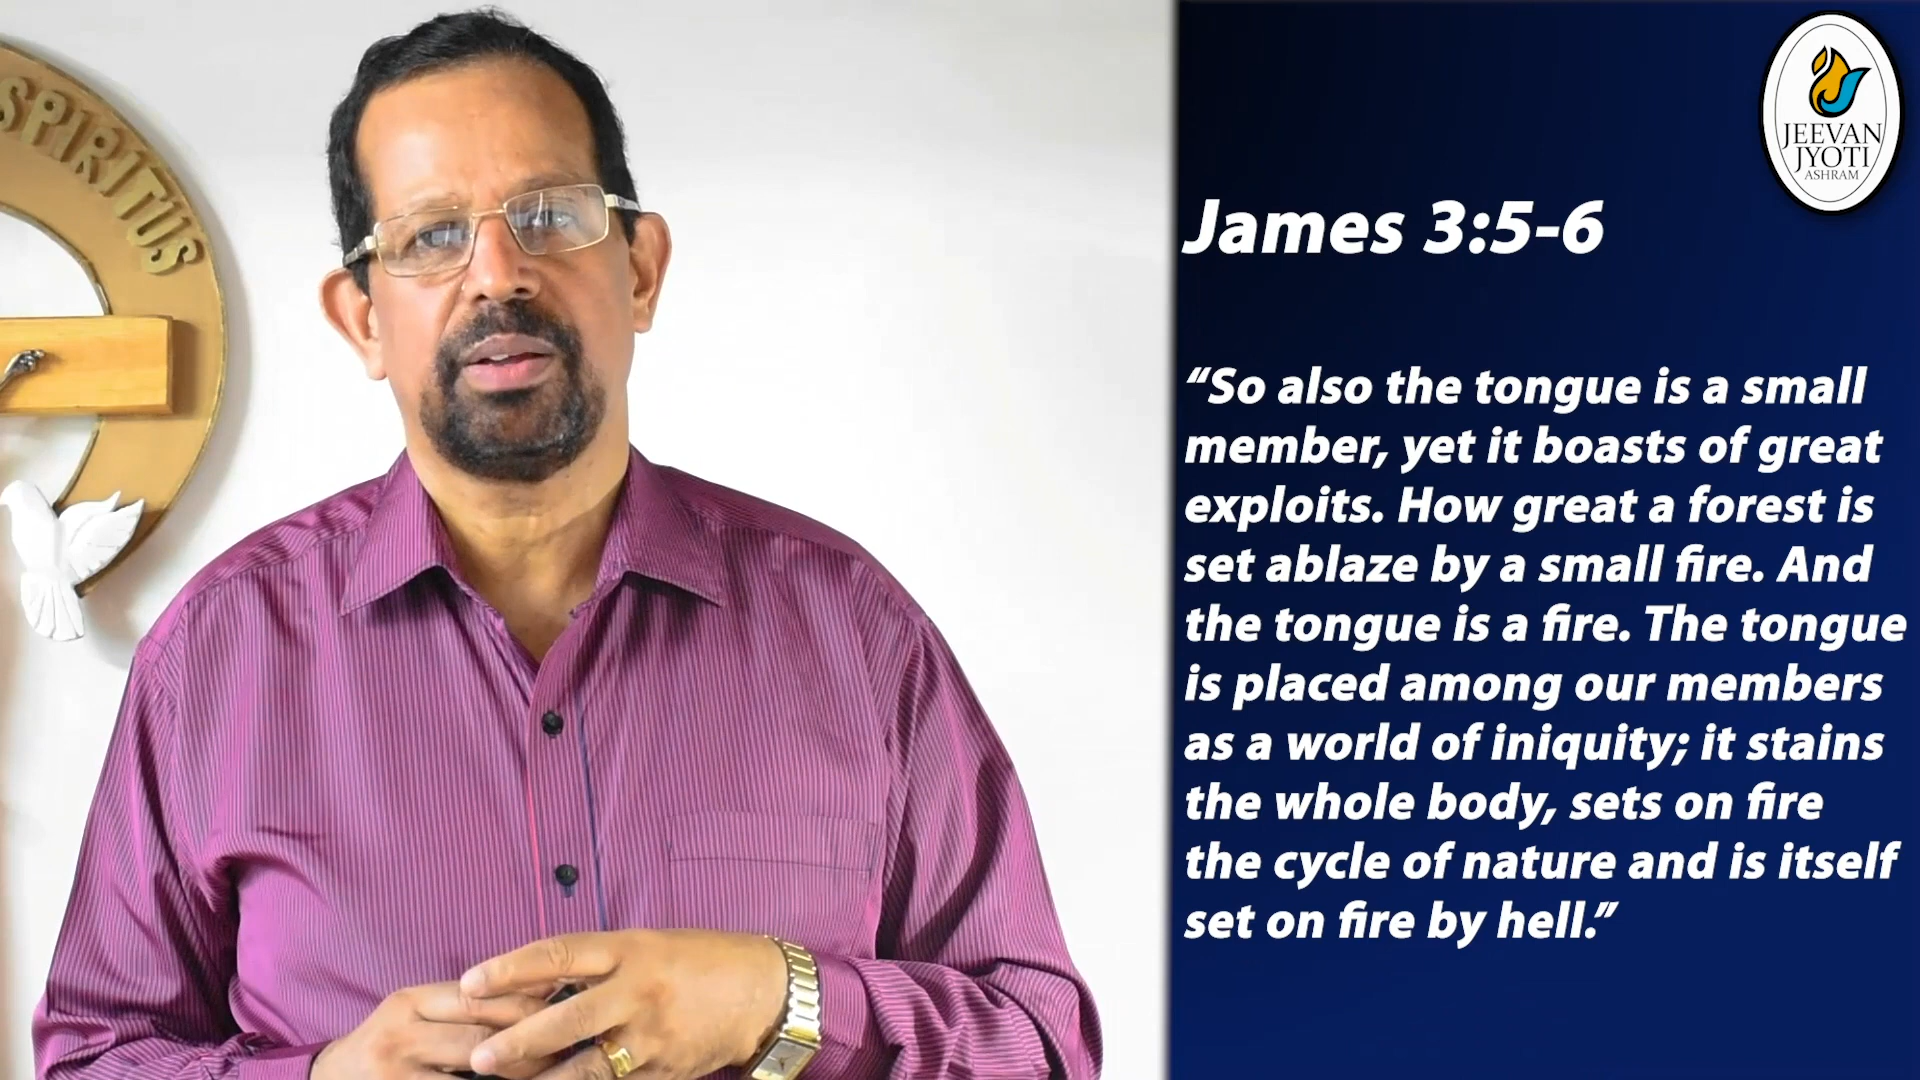 SPIRITUS
JEEVAN
JYOTI
ASHRAM
James 3:5-6
“So also the tongue is a small
member, yet it boasts of great
exploits. How great a forest is
set ablaze by a small fire. And
the tongue is a fire. The tongue
is placed among our members
as a world of iniquity; it stains
the whole body, sets on fire
the cycle of nature and is itself
set on fire by hell.”